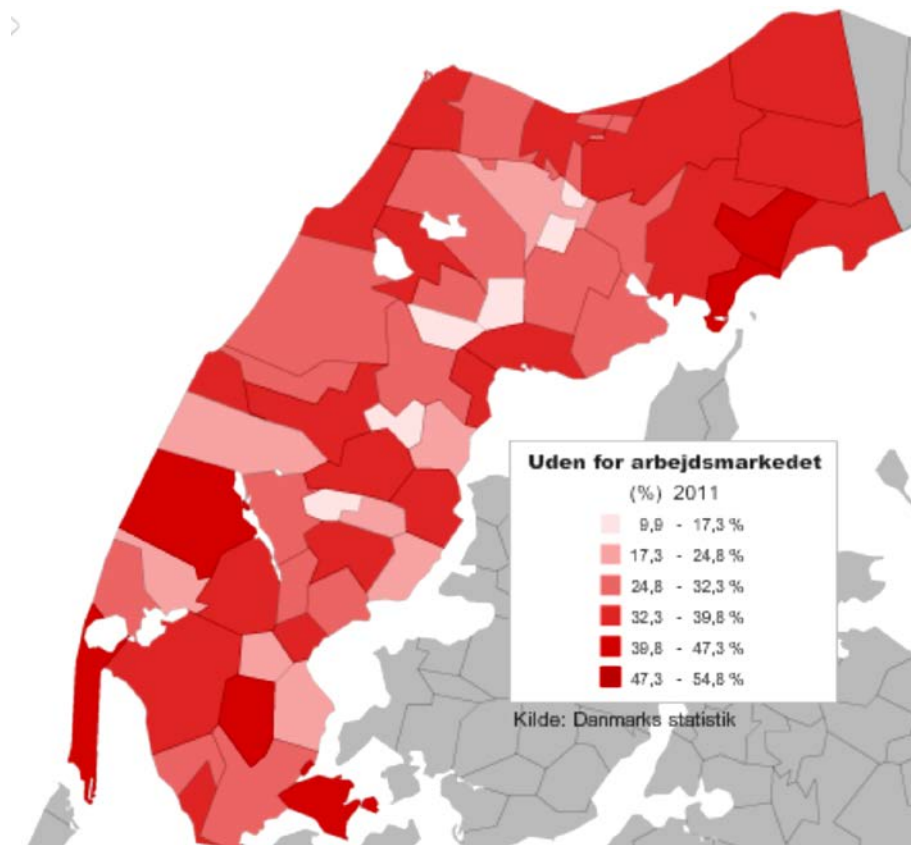 Uden for arbejdsmarkedet
(%) 2011
9,9 - 17,3 %
17,3 - 24,8 %
24,8 - 32,3 %
32,3 - 39,8 %
39,8 - 47,3 %
47,3 - 54,8 %
Kilde: Danmarks statistik